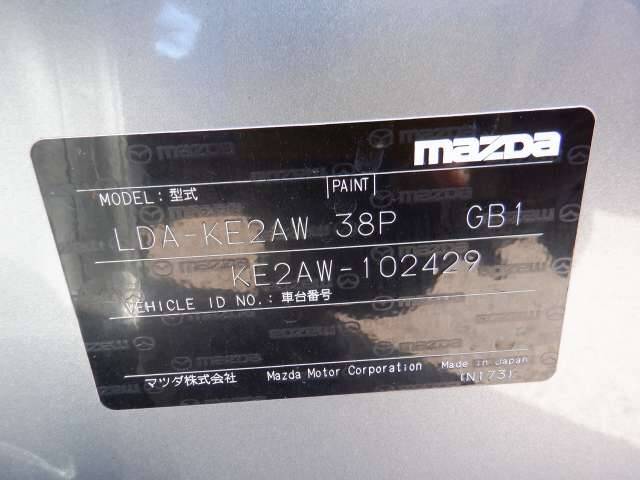 mazda
MODEL: 型式 PAINT
LDA-KE2AW 38P GB1
KE2AW-102429
VEHICLE ID NO.: 車台番号
マツダ株式会社 Mazda Motor Corporation Made in Japan
(N173)